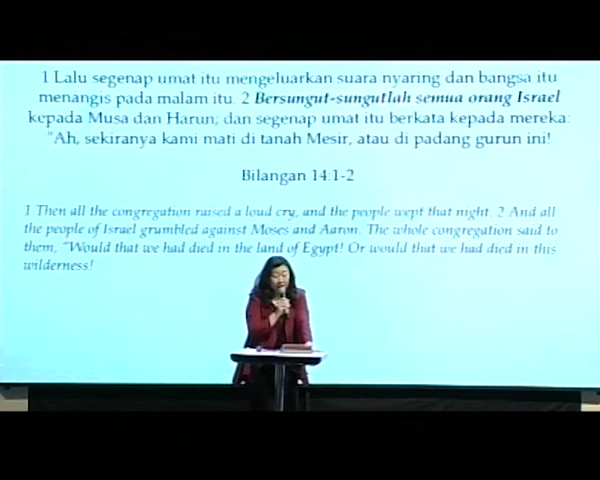 1 Lalu segenap umat itu mengeluarkan suara nyaring dan bangsa itu
menangis pada malam itu. 2 Bersungut-sungutlah semua orang Israel
kepada Musa dan Harun; dan segenap umat itu berkata kepada mereka:
"Ah, sekiranya kami mati di tanah Mesir, atau di padang gurun ini!
Bilangan 14:1-2
1 Then all the congregation raised a loud cry, and the people wept that night. 2 And all
the people of Israel grumbled against Moses and Aaron. The whole congregation said to
them, "Would that we had died in the land of Egypt! Or would that we had died in this
wilderness!